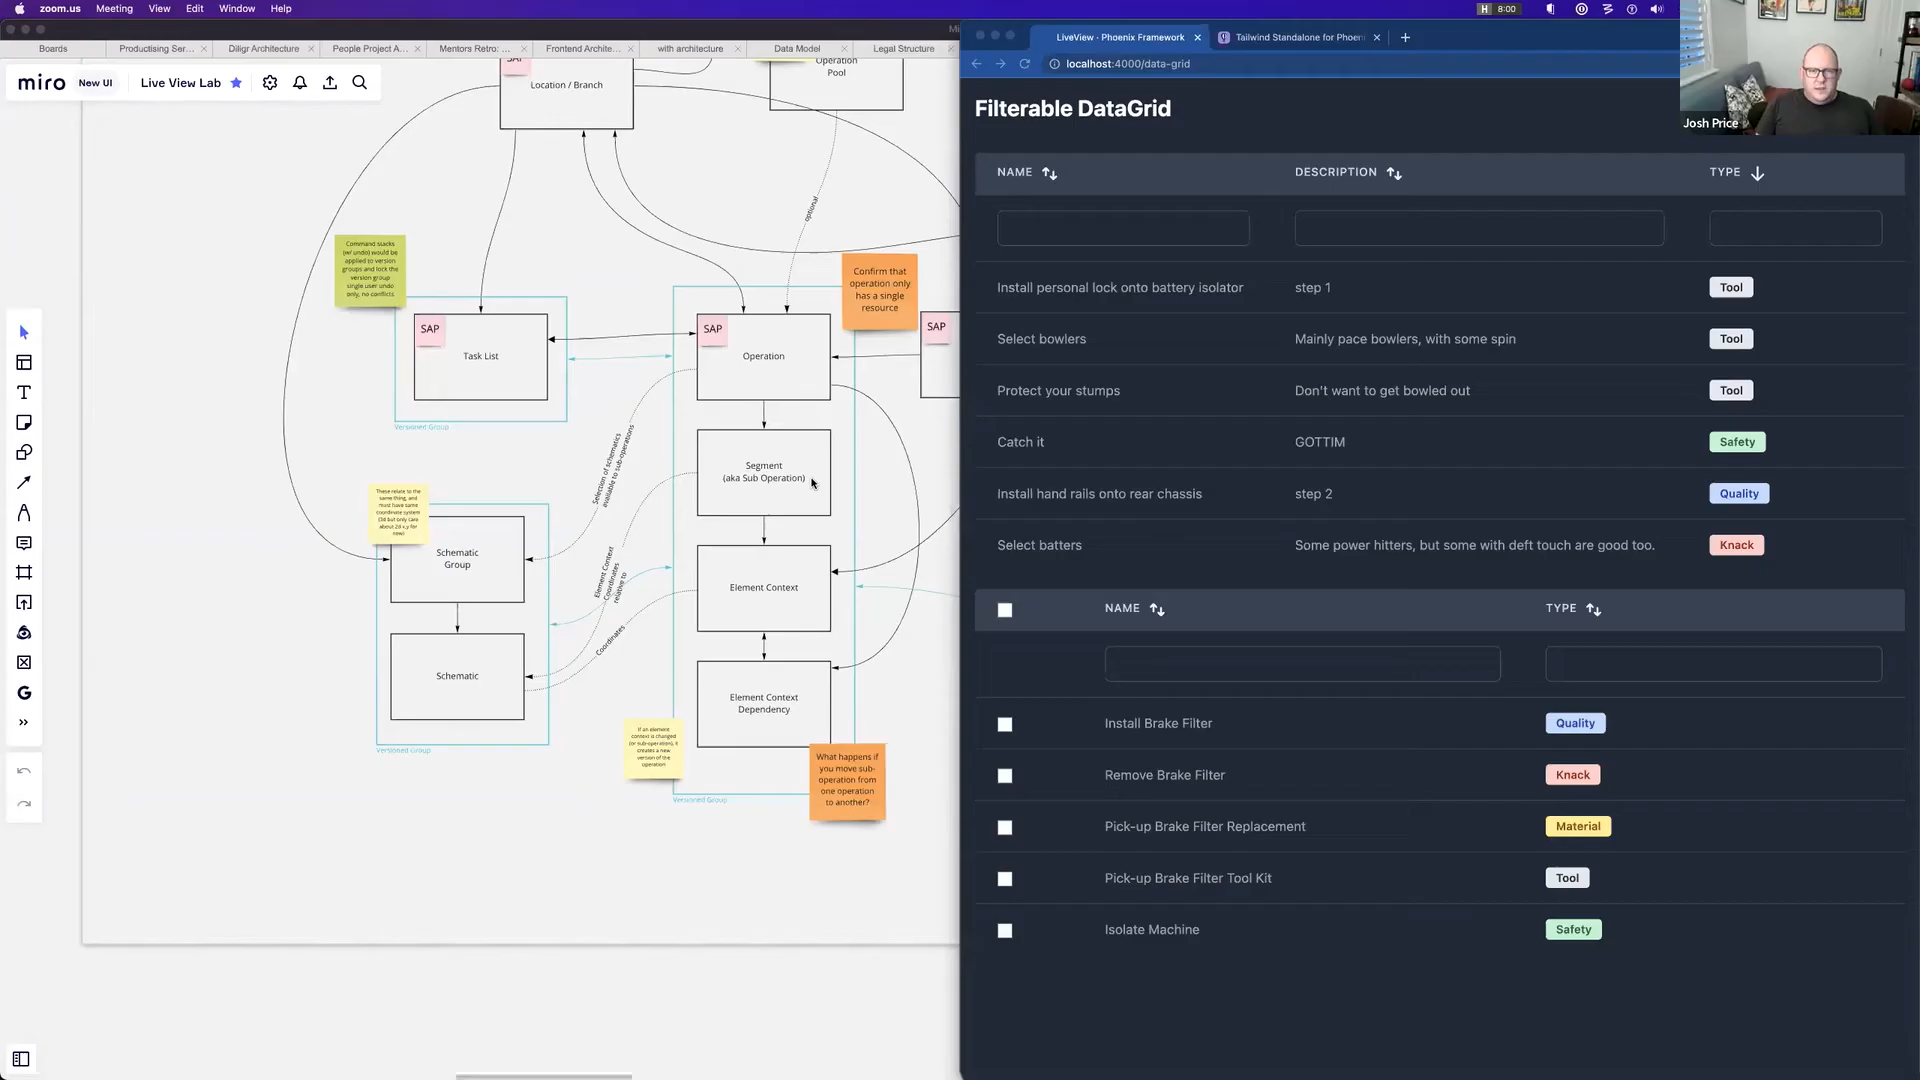 zoom.us Meeting View Edit Window Help
H 8:00
Boards Productising Ser... Diligr Architecture People Project A... Mentors Retro: ... Frontend Archite... with architecture Data Model Legal Structure
miro New UI Live View Lab
Location / Branch
Operation
Pool
optional
Command stacks
(w/ undo) would be
applied to version
groups and lock the
version group
single user undo
only, no conflicts.
Confirm that
operation only
has a single
resource
SAP
Task List
Versioned Group
SAP
Operation
SAP
Selection of schematics
available to sub-operations
Segment
(aka Sub Operation)
These relate to the
same thing, and
must have same
coordinate system
(3d but only care
about 2d x,y for
now)
Schematic
Group
Element Context
Coordinates
relative to
Element Context
Coordinates
Schematic
Versioned Group
Element Context
Dependency
If an element
context is changed
(or sub-operation), it
creates a new
version of the
operation
What happens if
you move sub-
operation from
one operation
to another?
Versioned Group
LiveView · Phoenix Framework
Tailwind Standalone for Phoen
localhost:4000/data-grid
Josh Price
Filterable DataGrid
NAME DESCRIPTION TYPE
Install personal lock onto battery isolator step 1 Tool
Select bowlers Mainly pace bowlers, with some spin Tool
Protect your stumps Don't want to get bowled out Tool
Catch it GOTTIM Safety
Install hand rails onto rear chassis step 2 Quality
Select batters Some power hitters, but some with deft touch are good too. Knack
NAME TYPE
Install Brake Filter Quality
Remove Brake Filter Knack
Pick-up Brake Filter Replacement Material
Pick-up Brake Filter Tool Kit Tool
Isolate Machine Safety